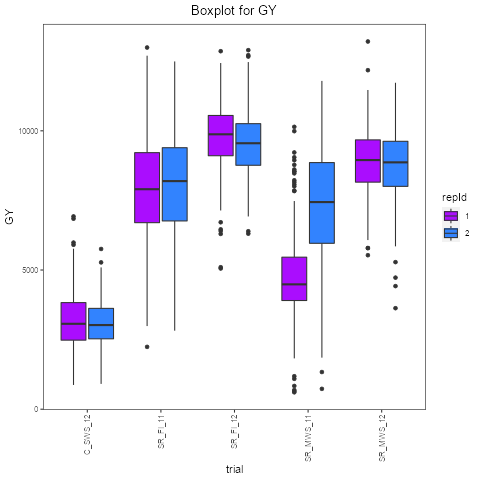 Boxplot for GY
GY
10000
5000
0
C_SWS_12
SR_FI_11
SR_FI_12
SR_MWS_11
SR_MWS_12
trial
repId
1
2